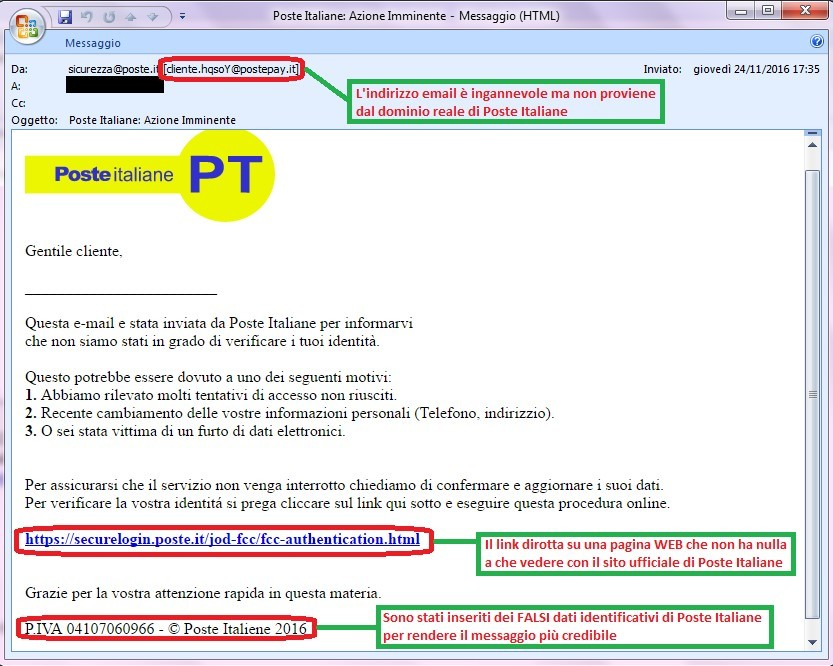 Poste Italiane: Azione Imminente - Messaggio (HTML)
Messaggio
Da: sicurezza@poste.it [cliente.hqsoY@postepay.it] Inviato: giovedì 24/11/2016 17:35
A:
Cc:
Oggetto: Poste Italiane: Azione Imminente
L'indirizzo email è ingannevole ma non proviene
dal dominio reale di Poste Italiane
Posteitaliane PT
Gentile cliente,
Questa e-mail e stata inviata da Poste Italiane per informarvi
che non siamo stati in grado di verificare i tuoi identità.
Questo potrebbe essere dovuto a uno dei seguenti motivi:
1. Abbiamo rilevato molti tentativi di accesso non riusciti.
2. Recente cambiamento delle vostre informazioni personali (Telefono, indirizzio).
3. O sei stata vittima di un furto di dati elettronici.
Per assicurarsi che il servizio non venga interrotto chiediamo di confermare e aggiornare i suoi dati.
Per verificare la vostra identitá si prega cliccare sul link qui sotto e eseguire questa procedura online.
https://securelogin.poste.it/jod-fcc/fcc-authentication.html
Il link dirotta su una pagina WEB che non ha nulla
a che vedere con il sito ufficiale di Poste Italiane
Grazie per la vostra attenzione rapida in questa materia.
P.IVA 04107060966 - © Poste Italiene 2016
Sono stati inseriti dei FALSI dati identificativi di Poste Italiane
per rendere il messaggio più credibile